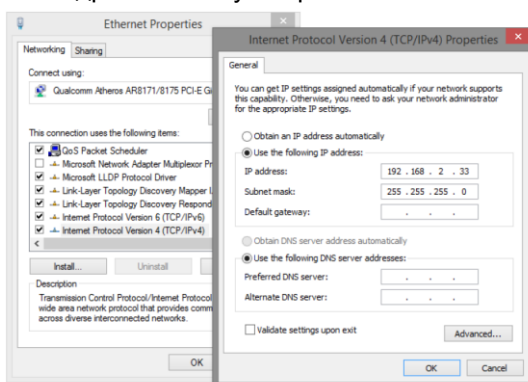 Ethernet Properties
Networking Sharing
Connect using:
Qualcomm Atheros AR8171/8175 PCI-E Gi
This connection uses the following items:
QoS Packet Scheduler
Microsoft Network Adapter Multiplexor Pr
Microsoft LLDP Protocol Driver
Link-Layer Topology Discovery Mapper I
Link-Layer Topology Discovery Respond
Internet Protocol Version 6 (TCP/IPv6)
Internet Protocol Version 4 (TCP/IPv4)
Install... Uninstall
Description
Transmission Control Protocol/Internet Protocol
wide area network protocol that provides comm
across diverse interconnected networks.
OK
Internet Protocol Version 4 (TCP/IPv4) Properties
General
You can get IP settings assigned automatically if your network supports
this capability. Otherwise, you need to ask your network administrator
for the appropriate IP settings.
Obtain an IP address automatically
Use the following IP address:
IP address: 192 . 168 . 2 . 33
Subnet mask: 255 . 255 . 255 . 0
Default gateway: . . .
Obtain DNS server address automatically
Use the following DNS server addresses:
Preferred DNS server: . . .
Alternate DNS server: . . .
Validate settings upon exit
Advanced...
OK Cancel